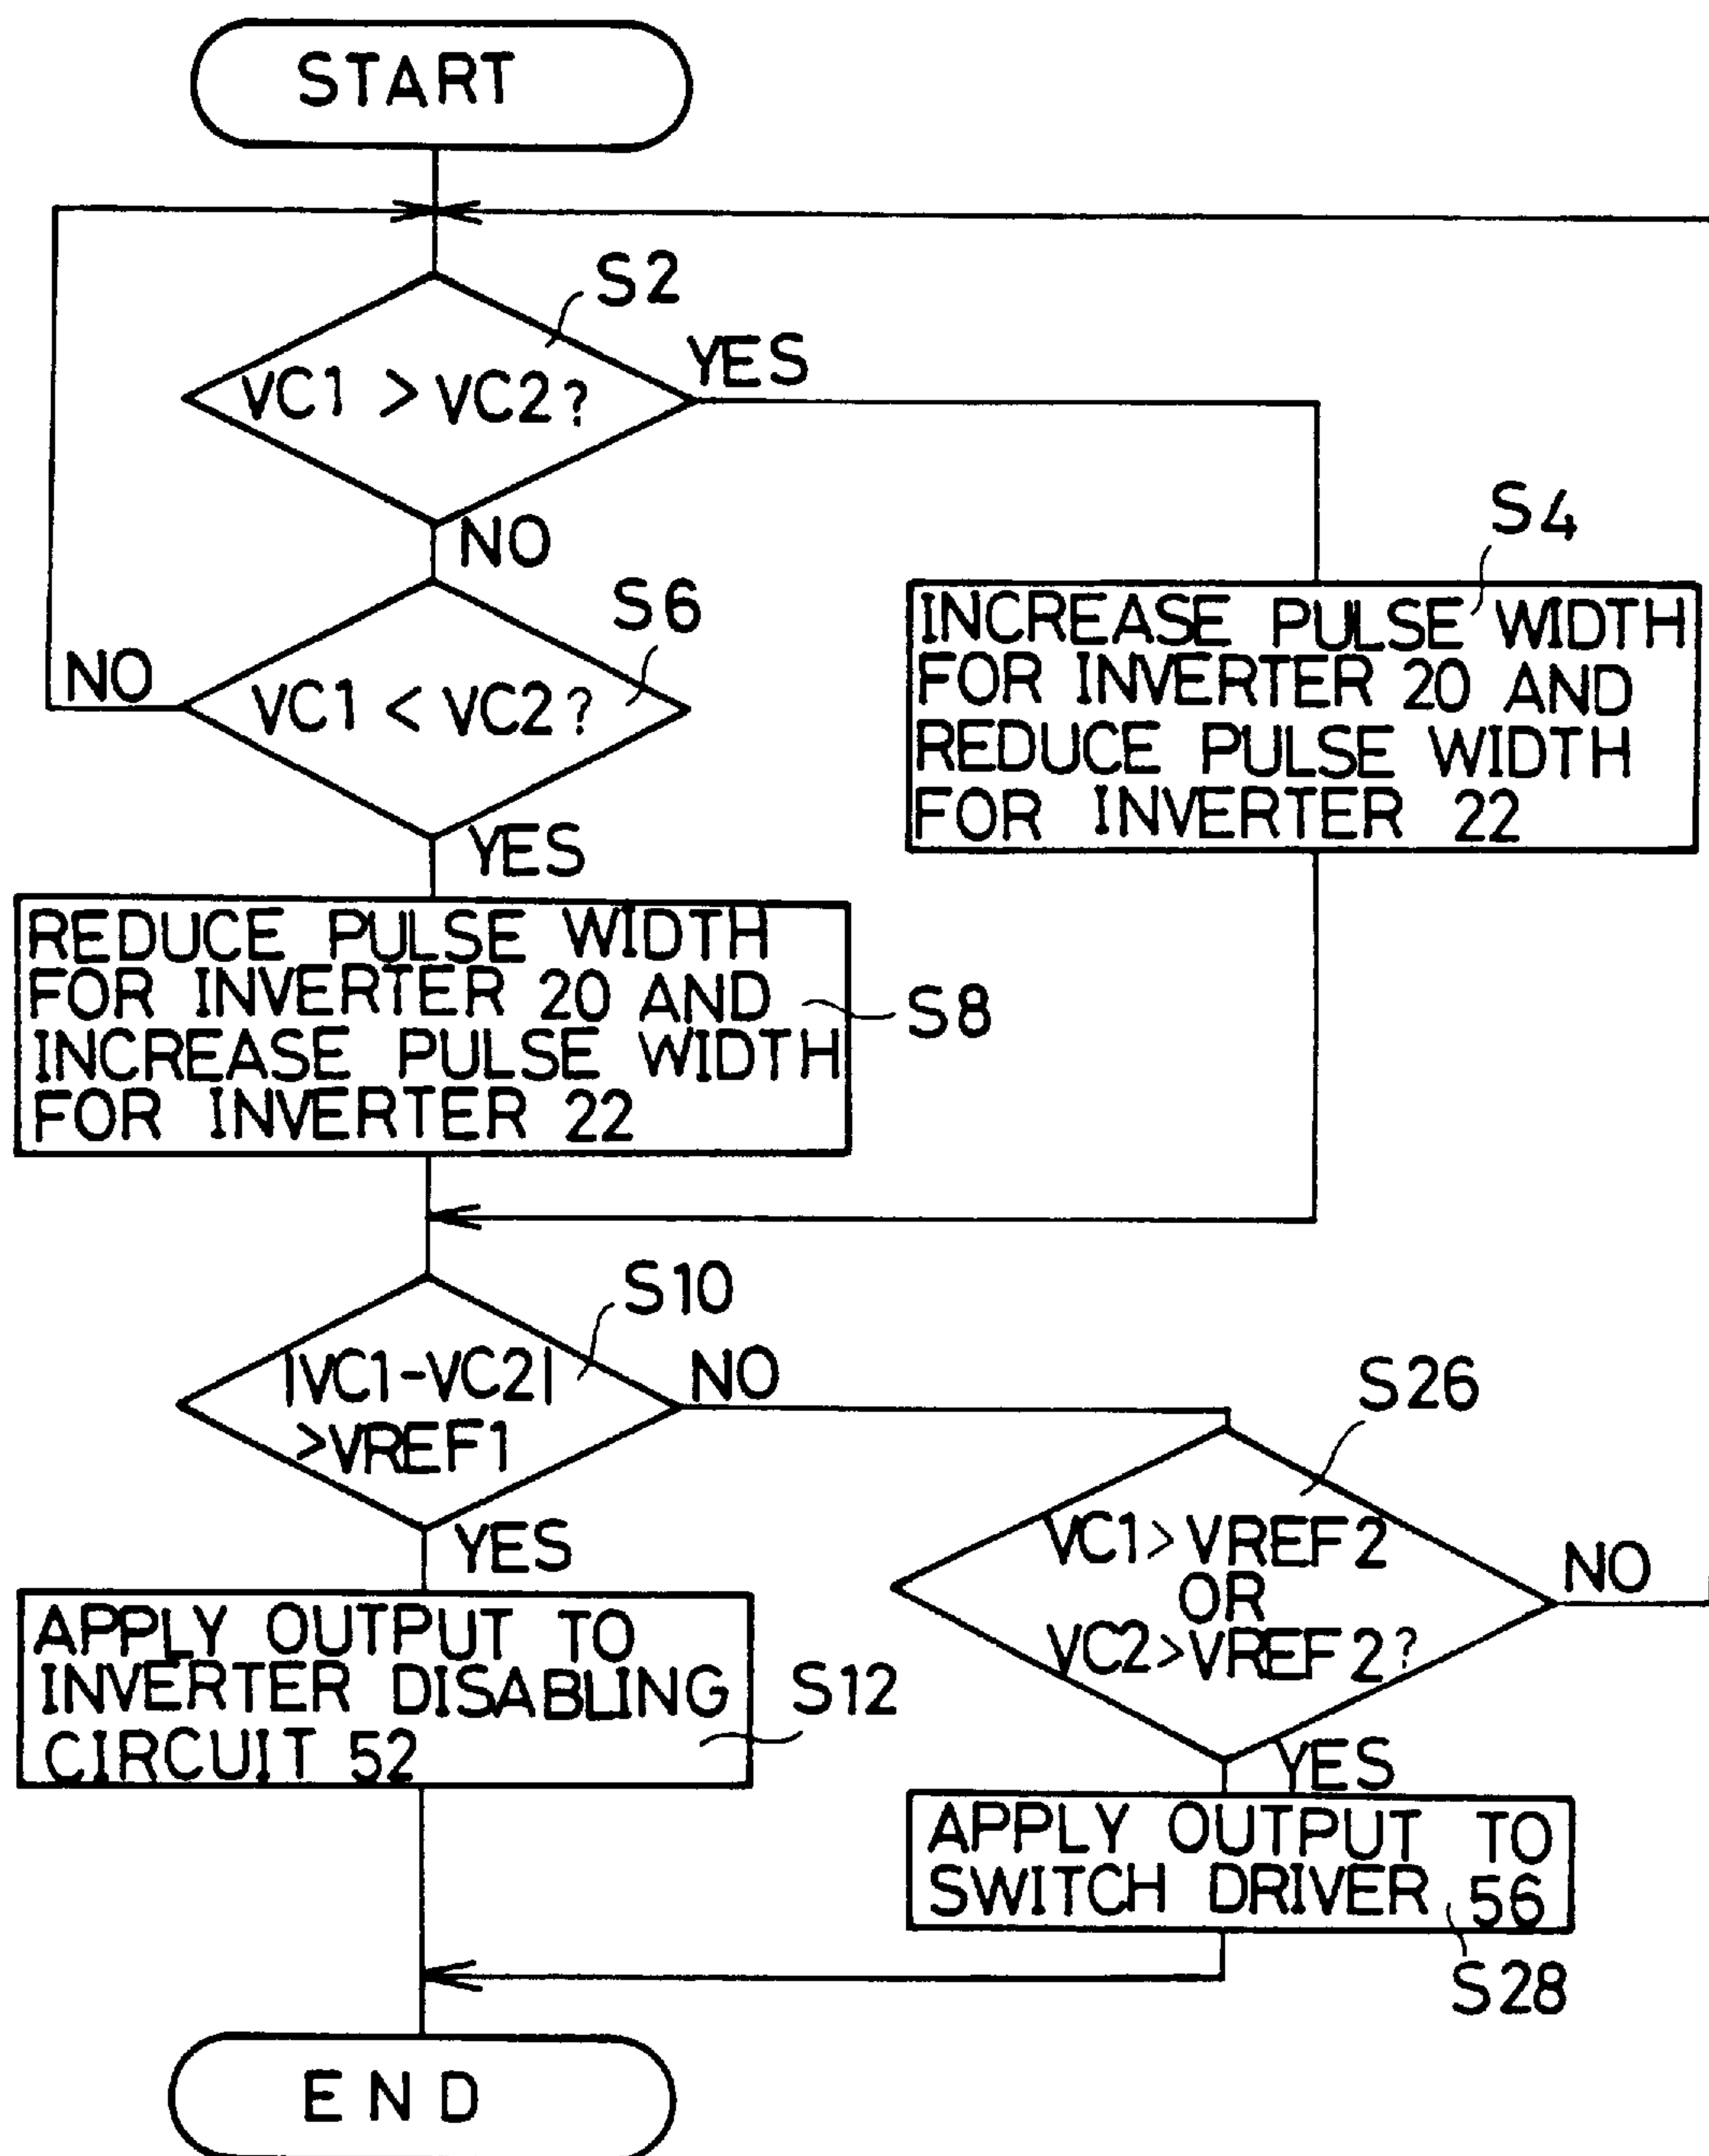 START
S2
VC1 > VC2?
YES
NO
S4
INCREASE PULSE WIDTH
FOR INVERTER 20 AND
REDUCE PULSE WIDTH
FOR INVERTER 22
S6
NO
VC1 < VC2?
YES
REDUCE PULSE WIDTH
FOR INVERTER 20 AND
INCREASE PULSE WIDTH
FOR INVERTER 22
S8
S10
|VC1-VC2|
>VREF1
NO
YES
S26
VC1>VREF2
OR
VC2>VREF2?
NO
YES
APPLY OUTPUT TO
INVERTER DISABLING
CIRCUIT 52
S12
APPLY OUTPUT TO
SWITCH DRIVER 56
S28
END